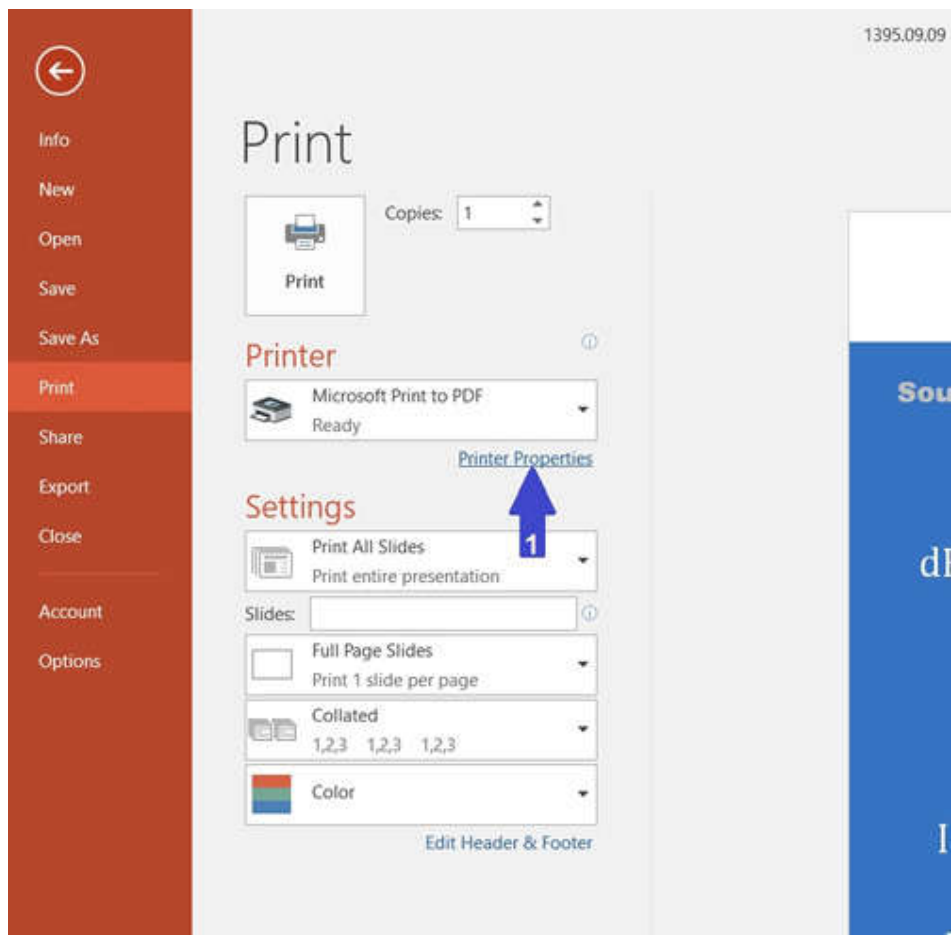 1395.09.09
Info
New
Open
Save
Save As
Print
Share
Export
Close
Account
Options
Print
Copies: 1
Print
Printer
Microsoft Print to PDF
Ready
Printer Properties
1
Settings
Print All Slides
Print entire presentation
Slides:
Full Page Slides
Print 1 slide per page
Collated
1,2,3 1,2,3 1,2,3
Color
Edit Header & Footer
Sou
I